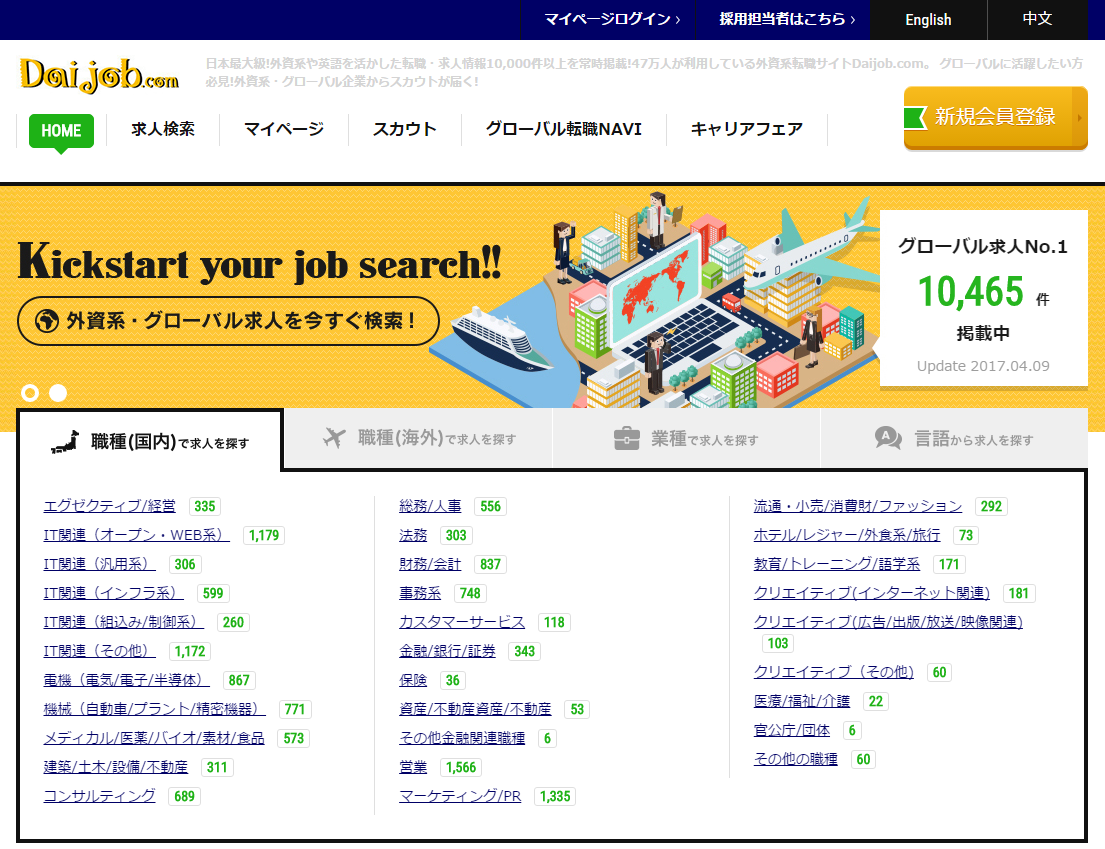 マイページログイン ›
採用担当者はこちら ›
English
中文
Daijob.com
日本最大級!外資系や英語を活かした転職・求人情報10,000件以上を常時掲載!47万人が利用している外資系転職サイトDaijob.com。 グローバルに活躍したい方
必見!外資系・グローバル企業からスカウトが届く!
新規会員登録
HOME
求人検索
マイページ
スカウト
グローバル転職NAVI
キャリアフェア
Kickstart your job search!!
外資系・グローバル求人を今すぐ検索！
グローバル求人No.1
10,465 件
掲載中
Update 2017.04.09
職種(国内)で求人を探す
職種(海外)で求人を探す
業種で求人を探す
言語から求人を探す
エグゼクティブ/経営 335
IT関連（オープン・WEB系） 1,179
IT関連（汎用系） 306
IT関連（インフラ系） 599
IT関連（組込み/制御系） 260
IT関連（その他） 1,172
電機（電気/電子/半導体） 867
機械（自動車/プラント/精密機器） 771
メディカル/医薬/バイオ/素材/食品 573
建築/土木/設備/不動産 311
コンサルティング 689
総務/人事 556
法務 303
財務/会計 837
事務系 748
カスタマーサービス 118
金融/銀行/証券 343
保険 36
資産/不動産資産/不動産 53
その他金融関連職種 6
営業 1,566
マーケティング/PR 1,335
流通・小売/消費財/ファッション 292
ホテル/レジャー/外食系/旅行 73
教育/トレーニング/語学系 171
クリエイティブ(インターネット関連) 181
クリエイティブ(広告/出版/放送/映像関連)
103
クリエイティブ（その他) 60
医療/福祉/介護 22
官公庁/団体 6
その他の職種 60